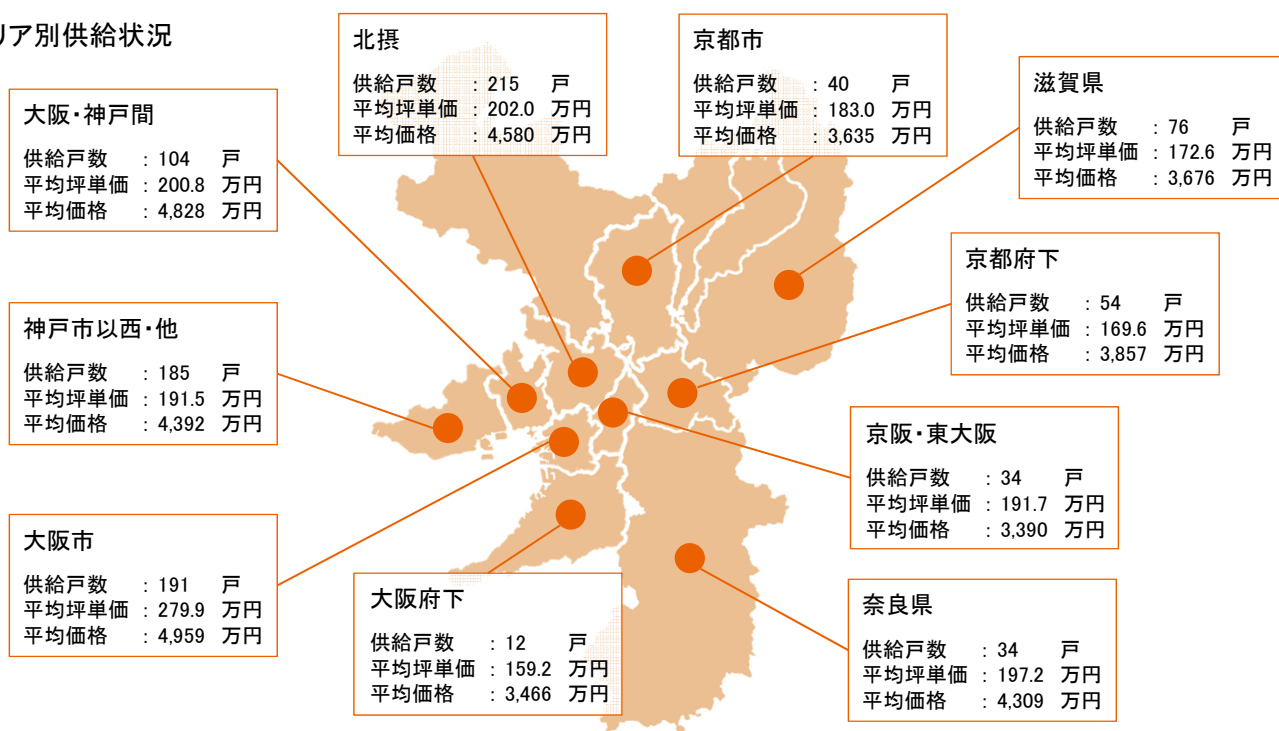 リア別供給状況
北摂
供給戸数 : 215 戸
平均坪単価 : 202.0 万円
平均価格 : 4,580 万円
京都市
供給戸数 : 40 戸
平均坪単価 : 183.0 万円
平均価格 : 3,635 万円
滋賀県
供給戸数 : 76 戸
平均坪単価 : 172.6 万円
平均価格 : 3,676 万円
大阪・神戸間
供給戸数 : 104 戸
平均坪単価 : 200.8 万円
平均価格 : 4,828 万円
京都府下
供給戸数 : 54 戸
平均坪単価 : 169.6 万円
平均価格 : 3,857 万円
神戸市以西・他
供給戸数 : 185 戸
平均坪単価 : 191.5 万円
平均価格 : 4,392 万円
京阪・東大阪
供給戸数 : 34 戸
平均坪単価 : 191.7 万円
平均価格 : 3,390 万円
大阪市
供給戸数 : 191 戸
平均坪単価 : 279.9 万円
平均価格 : 4,959 万円
大阪府下
供給戸数 : 12 戸
平均坪単価 : 159.2 万円
平均価格 : 3,466 万円
奈良県
供給戸数 : 34 戸
平均坪単価 : 197.2 万円
平均価格 : 4,309 万円